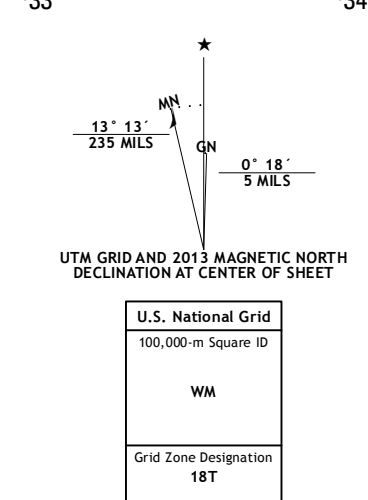 33
34
★
MN
GN
13° 13´
235 MILS
0° 18´
5 MILS
UTM GRID AND 2013 MAGNETIC NORTH
DECLINATION AT CENTER OF SHEET
U.S. National Grid
100,000-m Square ID
WM
Grid Zone Designation
18T